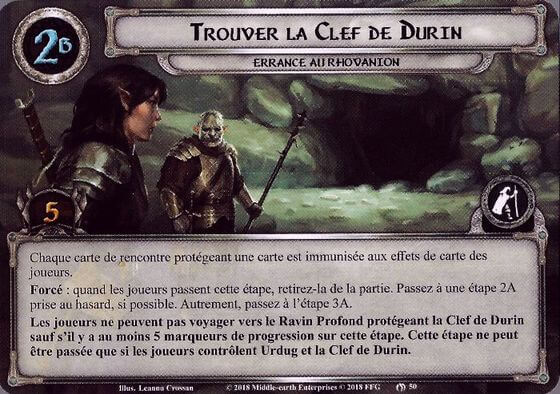 2B
TROUVER LA CLEF DE DURIN
ERRANCE AU RHOVANION
5
Chaque carte de rencontre protégeant une carte est immunisée aux effets de carte des
joueurs.
Forcé : quand les joueurs passent cette étape, retirez-la de la partie. Passez à une étape 2A
prise au hasard, si possible. Autrement, passez à l'étape 3A.
Les joueurs ne peuvent pas voyager vers le Ravin Profond protégeant la Clef de Durin
sauf s'il y a au moins 5 marqueurs de progression sur cette étape. Cette étape ne peut
être passée que si les joueurs contrôlent Urdug et la Clef de Durin.
Illus. Leanna Crossan © 2018 Middle-earth Enterprises © 2018 FFG 50